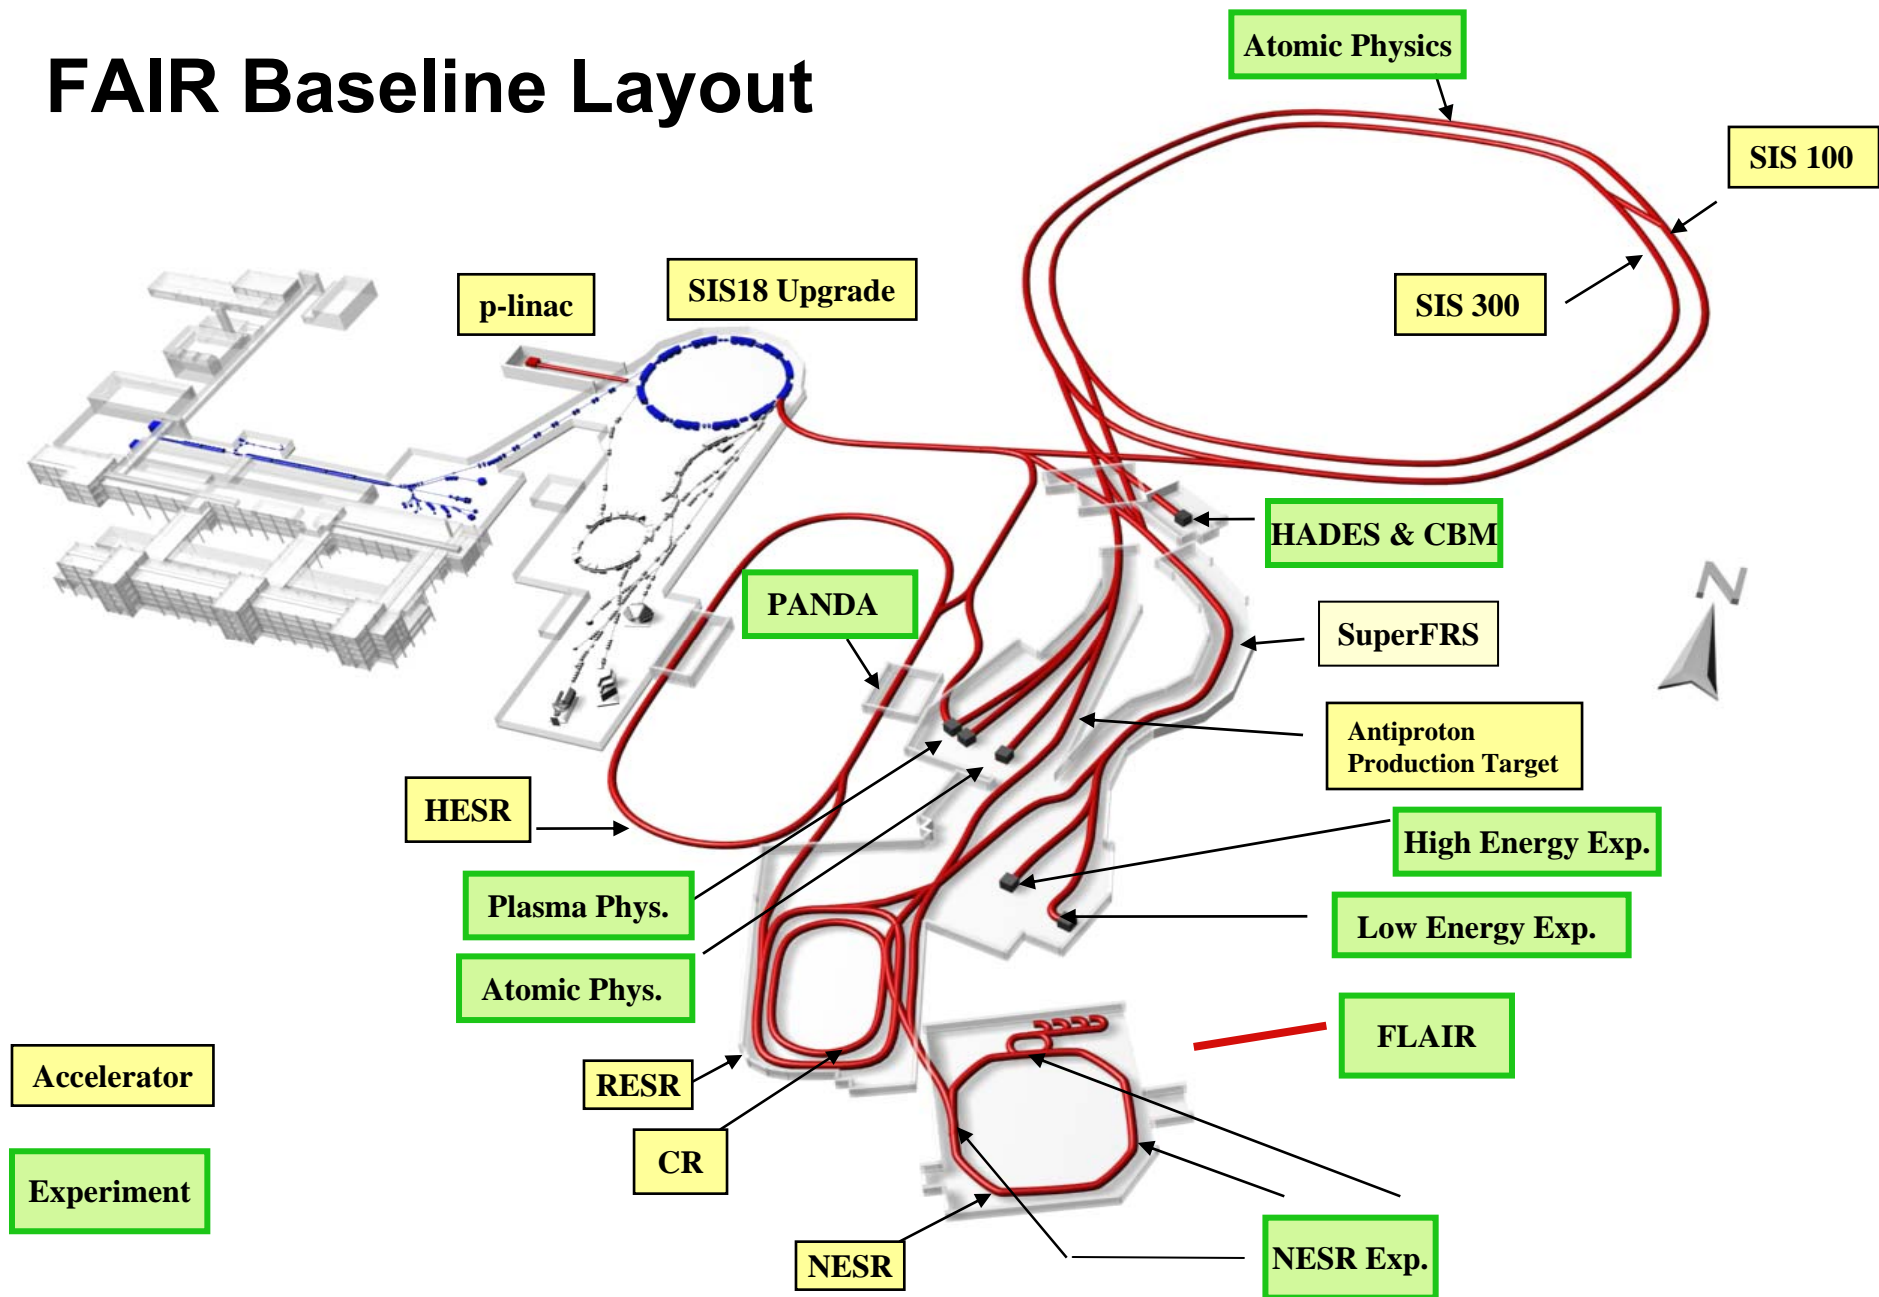 FAIR Baseline Layout
Atomic Physics
SIS 100
SIS18 Upgrade
p-linac
SIS 300
HADES & CBM
N
PANDA
SuperFRS
Antiproton
Production Target
HESR
High Energy Exp.
Plasma Phys.
Low Energy Exp.
Atomic Phys.
FLAIR
Accelerator
RESR
CR
Experiment
NESR
NESR Exp.